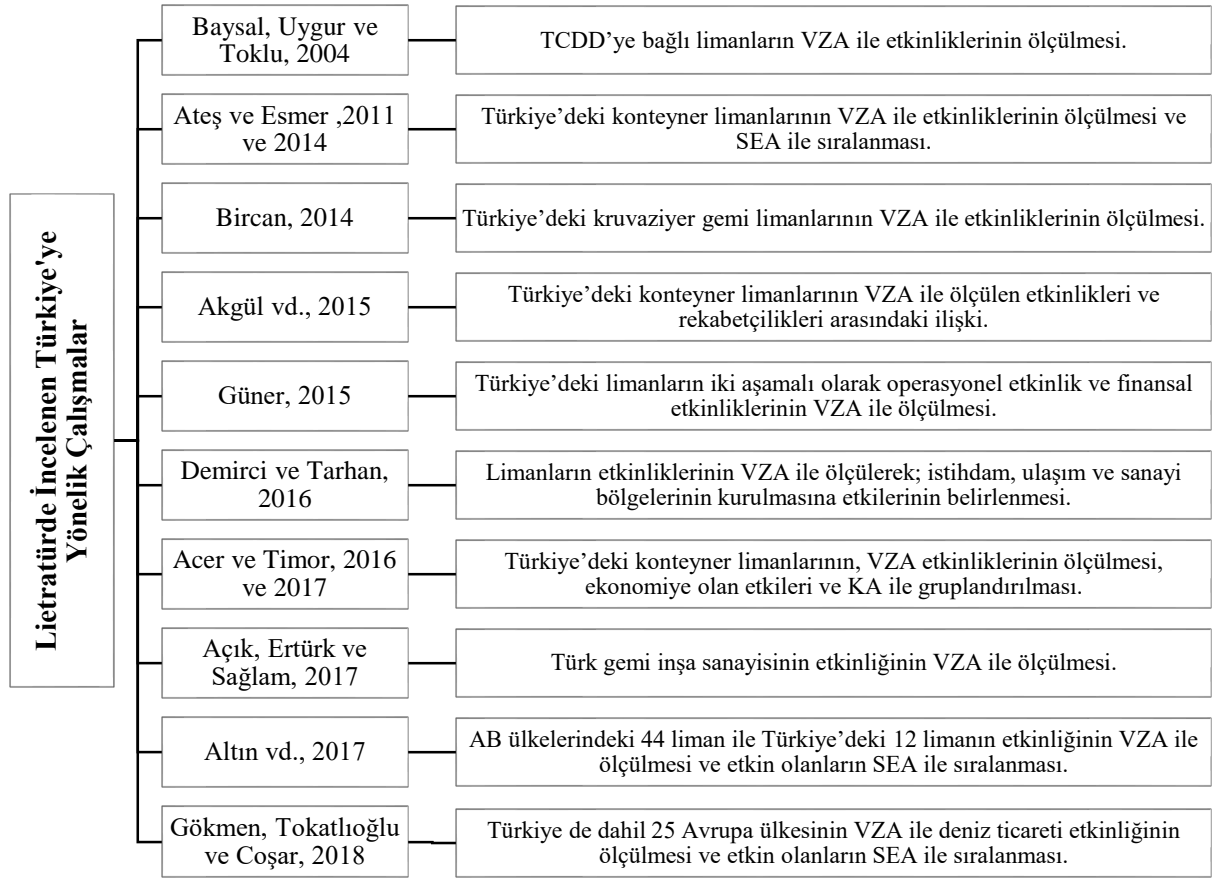 Lietratürde İncelenen Türkiye'ye
Yönelik Çalışmalar
Baysal, Uygur ve
Toklu, 2004
TCDD’ye bağlı limanların VZA ile etkinliklerinin ölçülmesi.
Ateş ve Esmer ,2011
ve 2014
Türkiye’deki konteyner limanlarının VZA ile etkinliklerinin ölçülmesi ve
SEA ile sıralanması.
Bircan, 2014
Türkiye’deki kruvaziyer gemi limanlarının VZA ile etkinliklerinin ölçülmesi.
Akgül vd., 2015
Türkiye’deki konteyner limanlarının VZA ile ölçülen etkinlikleri ve
rekabetçilikleri arasındaki ilişki.
Güner, 2015
Türkiye’deki limanların iki aşamalı olarak operasyonel etkinlik ve finansal
etkinliklerinin VZA ile ölçülmesi.
Demirci ve Tarhan,
2016
Limanların etkinliklerinin VZA ile ölçülerek; istihdam, ulaşım ve sanayi
bölgelerinin kurulmasına etkilerinin belirlenmesi.
Acer ve Timor, 2016
ve 2017
Türkiye’deki konteyner limanlarının, VZA etkinliklerinin ölçülmesi,
ekonomiye olan etkileri ve KA ile gruplandırılması.
Açık, Ertürk ve
Sağlam, 2017
Türk gemi inşa sanayisinin etkinliğinin VZA ile ölçülmesi.
Altın vd., 2017
AB ülkelerindeki 44 liman ile Türkiye’deki 12 limanın etkinliğinin VZA ile
ölçülmesi ve etkin olanların SEA ile sıralanması.
Gökmen, Tokatlıoğlu
ve Coşar, 2018
Türkiye de dahil 25 Avrupa ülkesinin VZA ile deniz ticareti etkinliğinin
ölçülmesi ve etkin olanların SEA ile sıralanması.